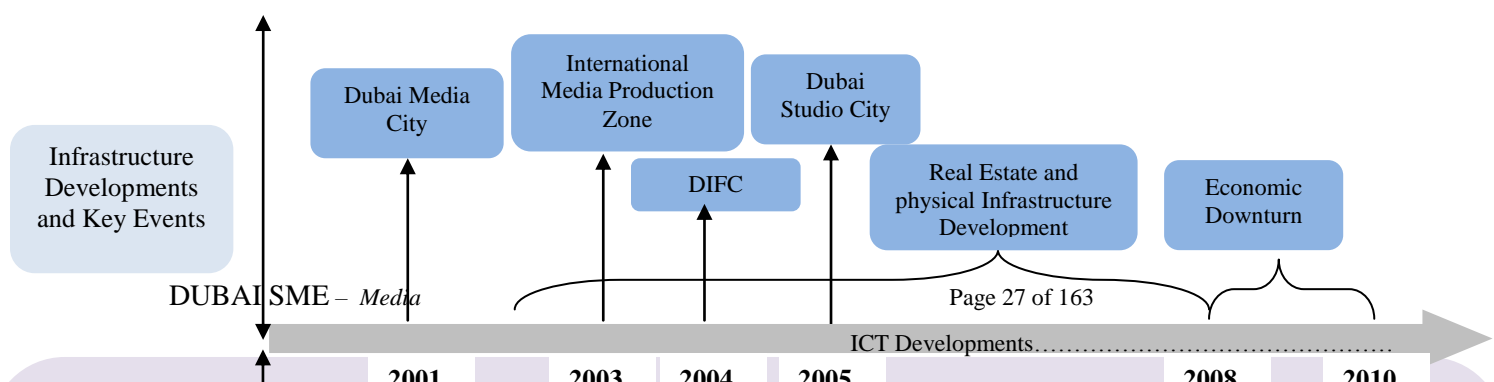 International
Media Production
Zone
Dubai
Studio City
Dubai Media
City
Infrastructure
Developments
and Key Events
DIFC
Real Estate and
physical Infrastructure
Development
Economic
Downturn
DUBAI SME – Media
Page 27 of 163
ICT Developments……………………………………
2001
2003
2004
2005
2008
2010